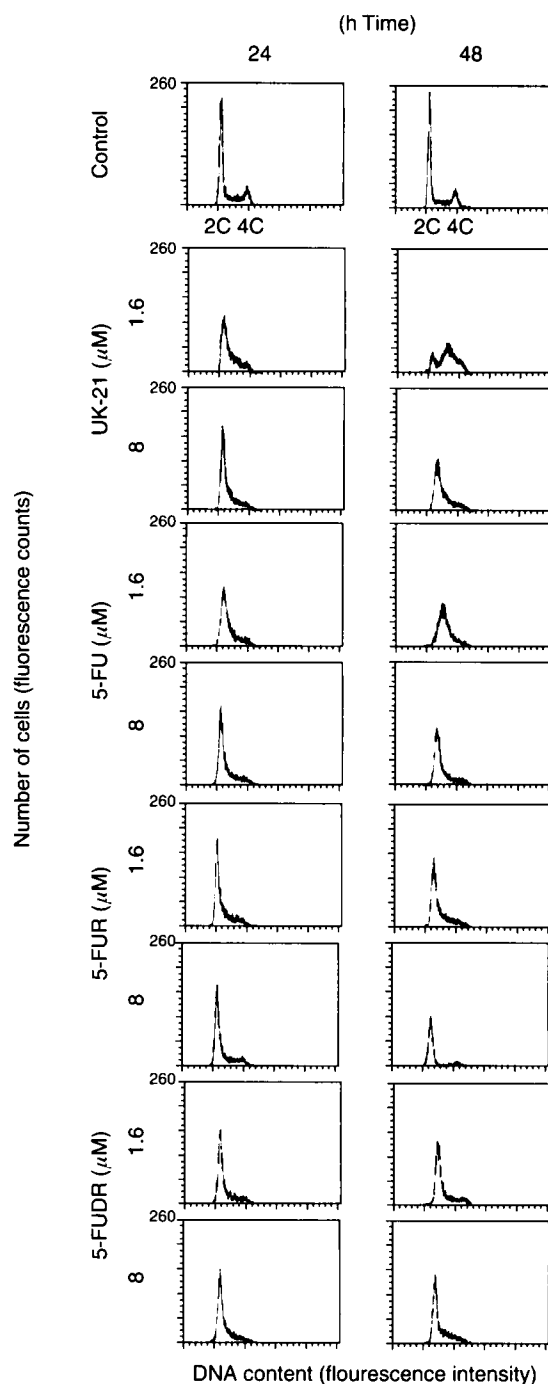 (h Time)
24 48
Control
260
2C 4C 2C 4C
UK-21 (μM)
260
1.6
260
8
5-FU (μM)
260
1.6
260
8
5-FUR (μM)
260
1.6
260
8
5-FUDR (μM)
260
1.6
260
8
Number of cells (fluorescence counts)
DNA content (flourescence intensity)